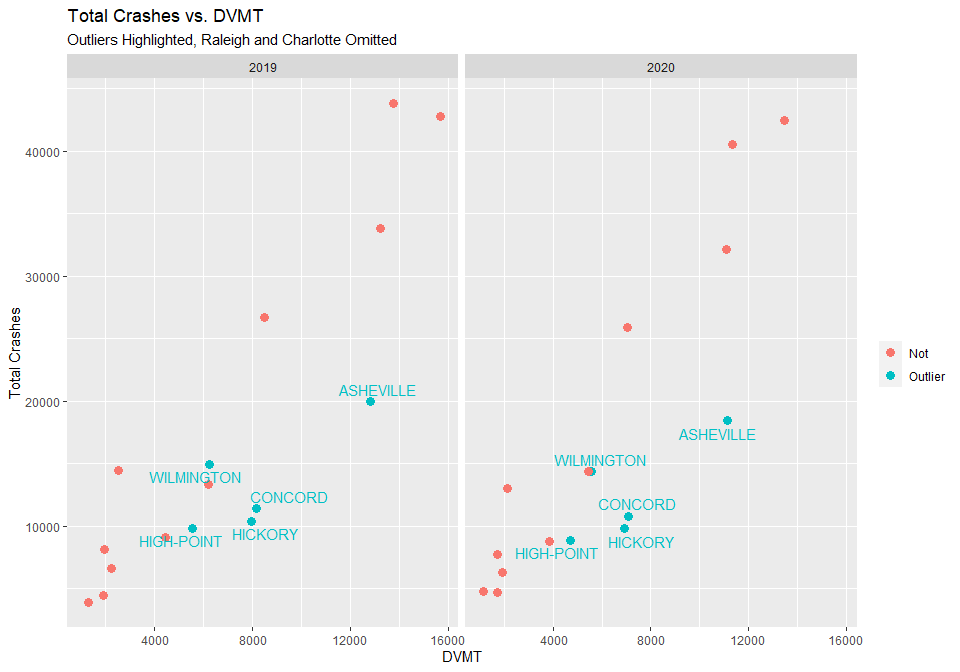 Total Crashes vs. DVMT
Outliers Highlighted, Raleigh and Charlotte Omitted
2019
2020
Total Crashes
40000
30000
20000
10000
ASHEVILLE
WILMINGTON
CONCORD
HICKORY
HIGH-POINT
WILMINGTON
ASHEVILLE
CONCORD
HICKORY
HIGH-POINT
4000
8000
12000
16000
4000
8000
12000
16000
DVMT
Not
Outlier